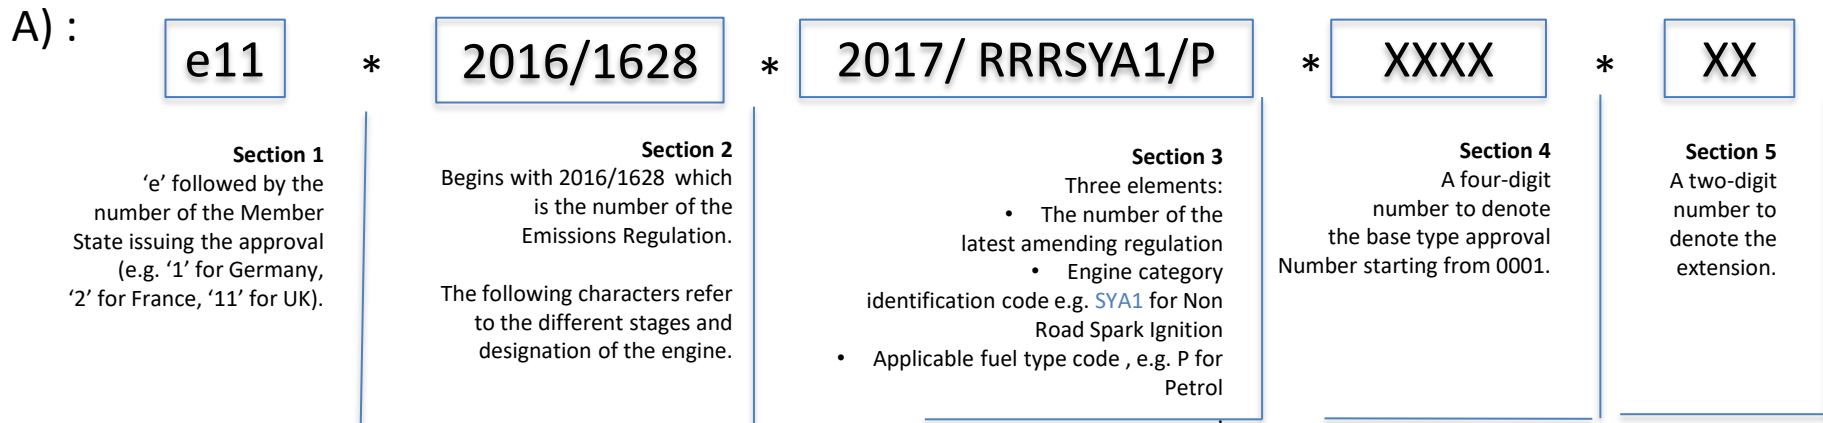 A) :
e11 * 2016/1628 * 2017/ RRRSYA1/P * XXXX * XX
Section 1
‘e’ followed by the
number of the Member
State issuing the approval
(e.g. ‘1’ for Germany,
‘2’ for France, ‘11’ for UK).
Section 2
Begins with 2016/1628 which
is the number of the
Emissions Regulation.
The following characters refer
to the different stages and
designation of the engine.
Section 3
Three elements:
• The number of the
latest amending regulation
• Engine category
identification code e.g. SYA1 for Non
Road Spark Ignition
• Applicable fuel type code , e.g. P for
Petrol
Section 4
A four-digit
number to denote
the base type approval
Number starting from 0001.
Section 5
A two-digit
number to
denote the
extension.